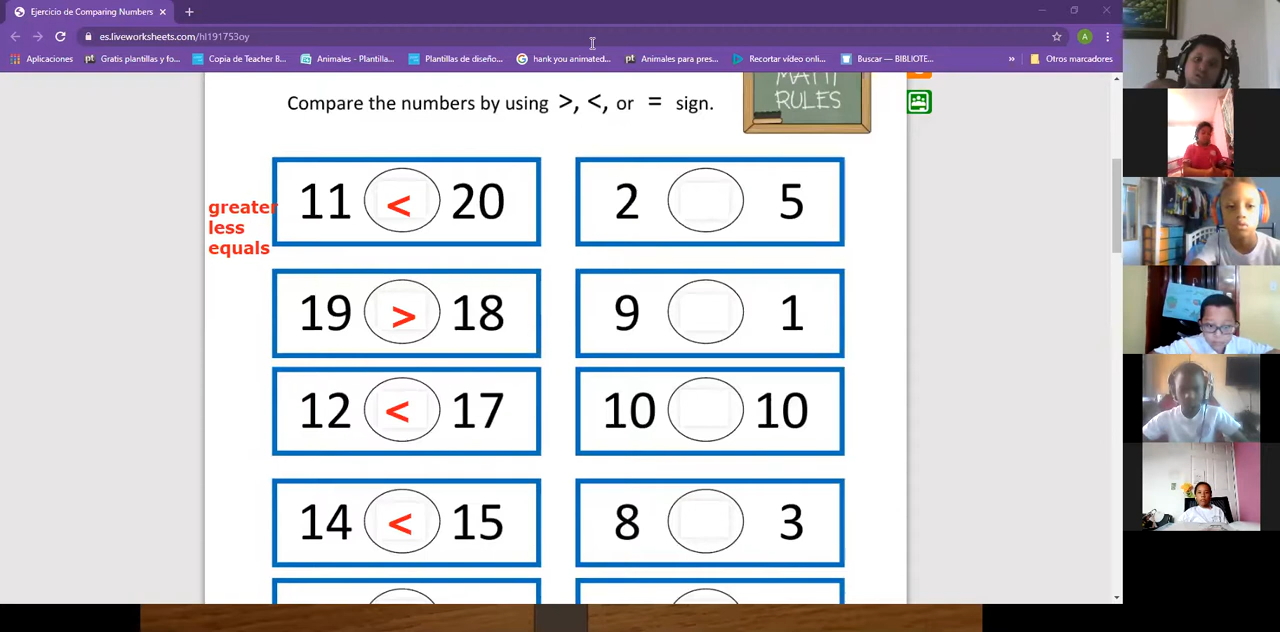 Ejercicio de Comparing Numbers
es.liveworksheets.com/hl191753oy
A
Aplicaciones
Gratis plantillas y fo...
Copia de Teacher B...
Animales - Plantilla...
Plantillas de diseño...
hank you animated...
Animales para pres...
Recortar vídeo onli...
Buscar — BIBLIOTE...
»
Otros marcadores
Compare the numbers by using >, <, or = sign.
MATH
RULES
greater
less
equals
11 < 20
2 5
19 > 18
9 1
12 < 17
10 10
14 < 15
8 3